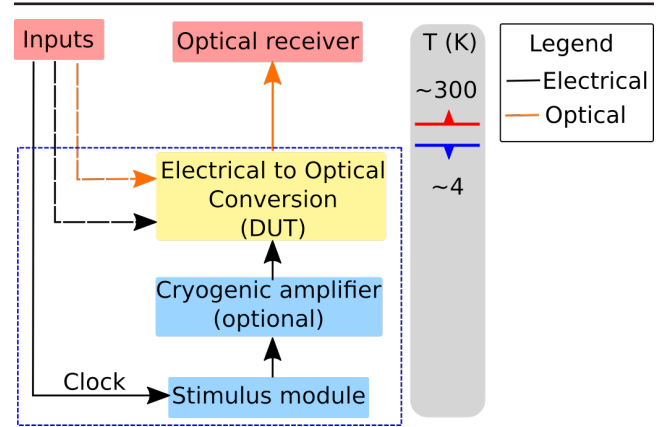 Inputs
Optical receiver
T (K)
~300
~4
Legend
Electrical
Optical
Electrical to Optical
Conversion
(DUT)
Cryogenic amplifier
(optional)
Clock
Stimulus module